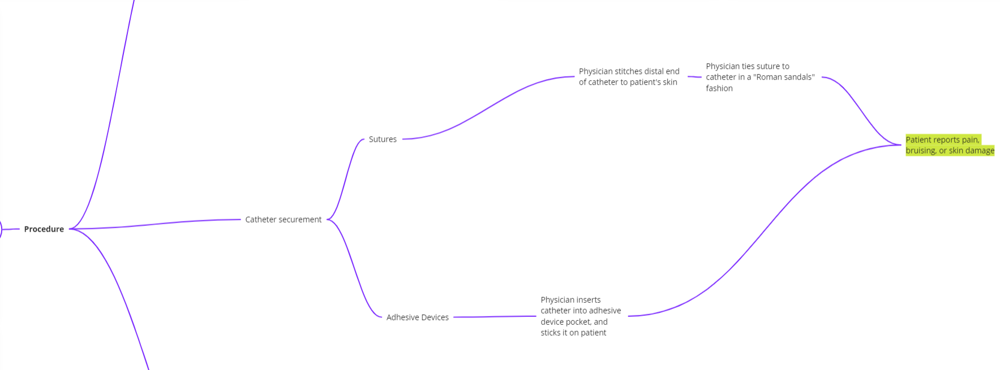 Procedure
Catheter securement
Sutures
Physician stitches distal end
of catheter to patient's skin
Physician ties suture to
catheter in a "Roman sandals"
fashion
Patient reports pain,
bruising, or skin damage
Adhesive Devices
Physician inserts
catheter into adhesive
device pocket, and
sticks it on patient